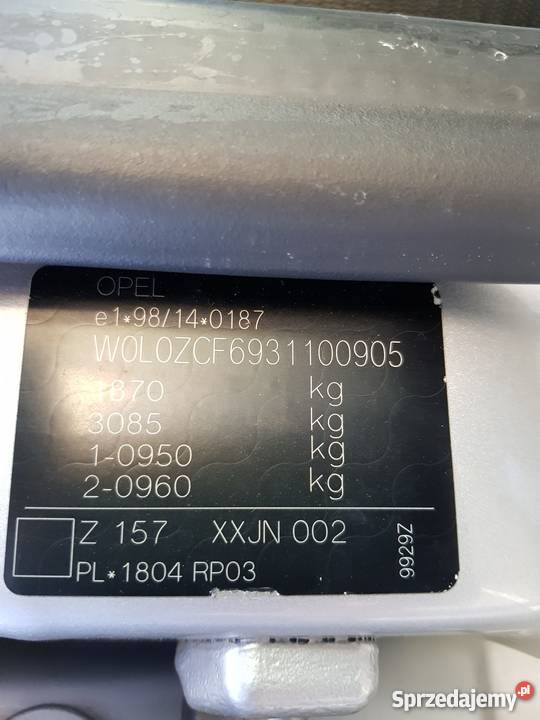 OPEL
e1*98/14*0187
W0L0ZCF6931100905
1870 kg
3085 kg
1-0950 kg
2-0960 kg
Z 157 XXJN 002
PL*1804 RP03
9929Z
Sprzedajemy.pl